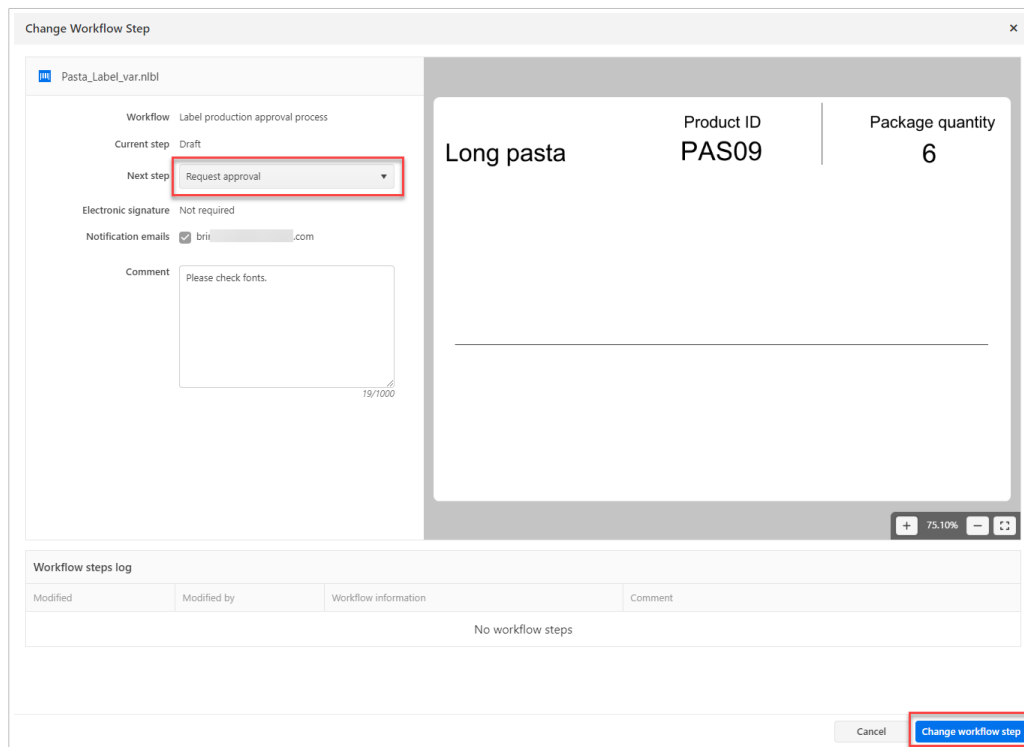 Change Workflow Step
Pasta_Label_var.nlbl
Workflow Label production approval process
Current step Draft
Next step Request approval
Electronic signature Not required
Notification emails bri .com
Comment Please check fonts.
19/1000
Product ID
Package quantity
Long pasta
PAS09
6
75.10%
Workflow steps log
Modified Modified by Workflow information Comment
No workflow steps
Cancel Change workflow step